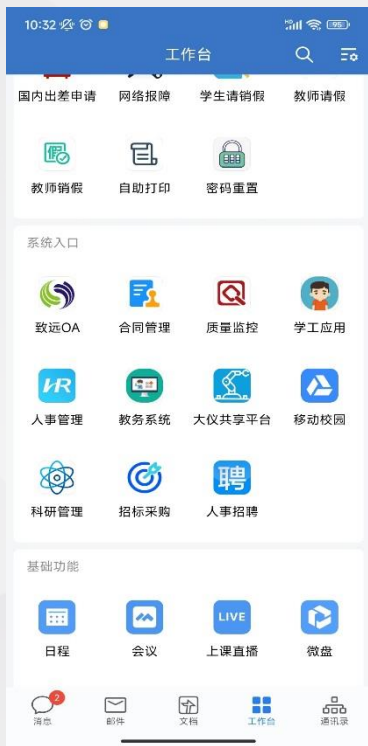 10:32
95
工作台
国内出差申请 网络报障 学生请销假 教师请假
假
教师销假 自助打印 密码重置
系统入口
致远OA 合同管理 质量监控 学工应用
HR
人事管理 教务系统 大仪共享平台 移动校园
聘
科研管理 招标采购 人事招聘
基础功能
LIVE
日程 会议 上课直播 微盘
2
消息 邮件 文档 工作台 通讯录